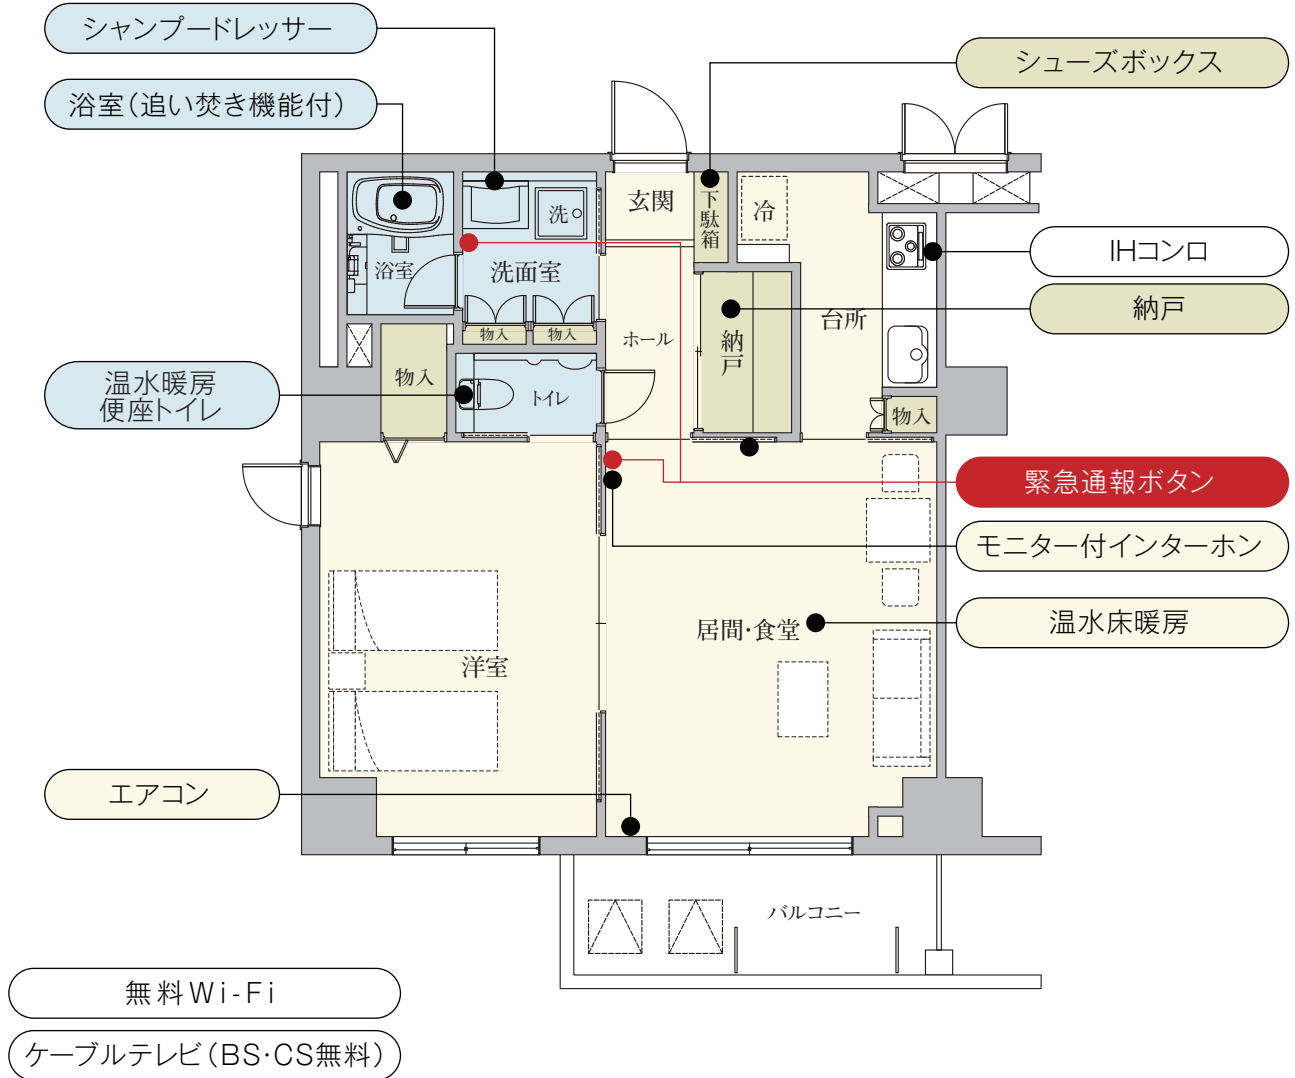 シャンプードレッサー
浴室(追い焚き機能付)
シューズボックス
玄関
下駄箱
冷
洗
IHコンロ
浴室
洗面室
納戸
台所
物入
物入
ホール
納戸
温水暖房
便座トイレ
物入
トイレ
物入
緊急通報ボタン
モニター付インターホン
温水床暖房
居間・食堂
洋室
エアコン
バルコニー
無料Wi-Fi
ケーブルテレビ(BS・CS無料)